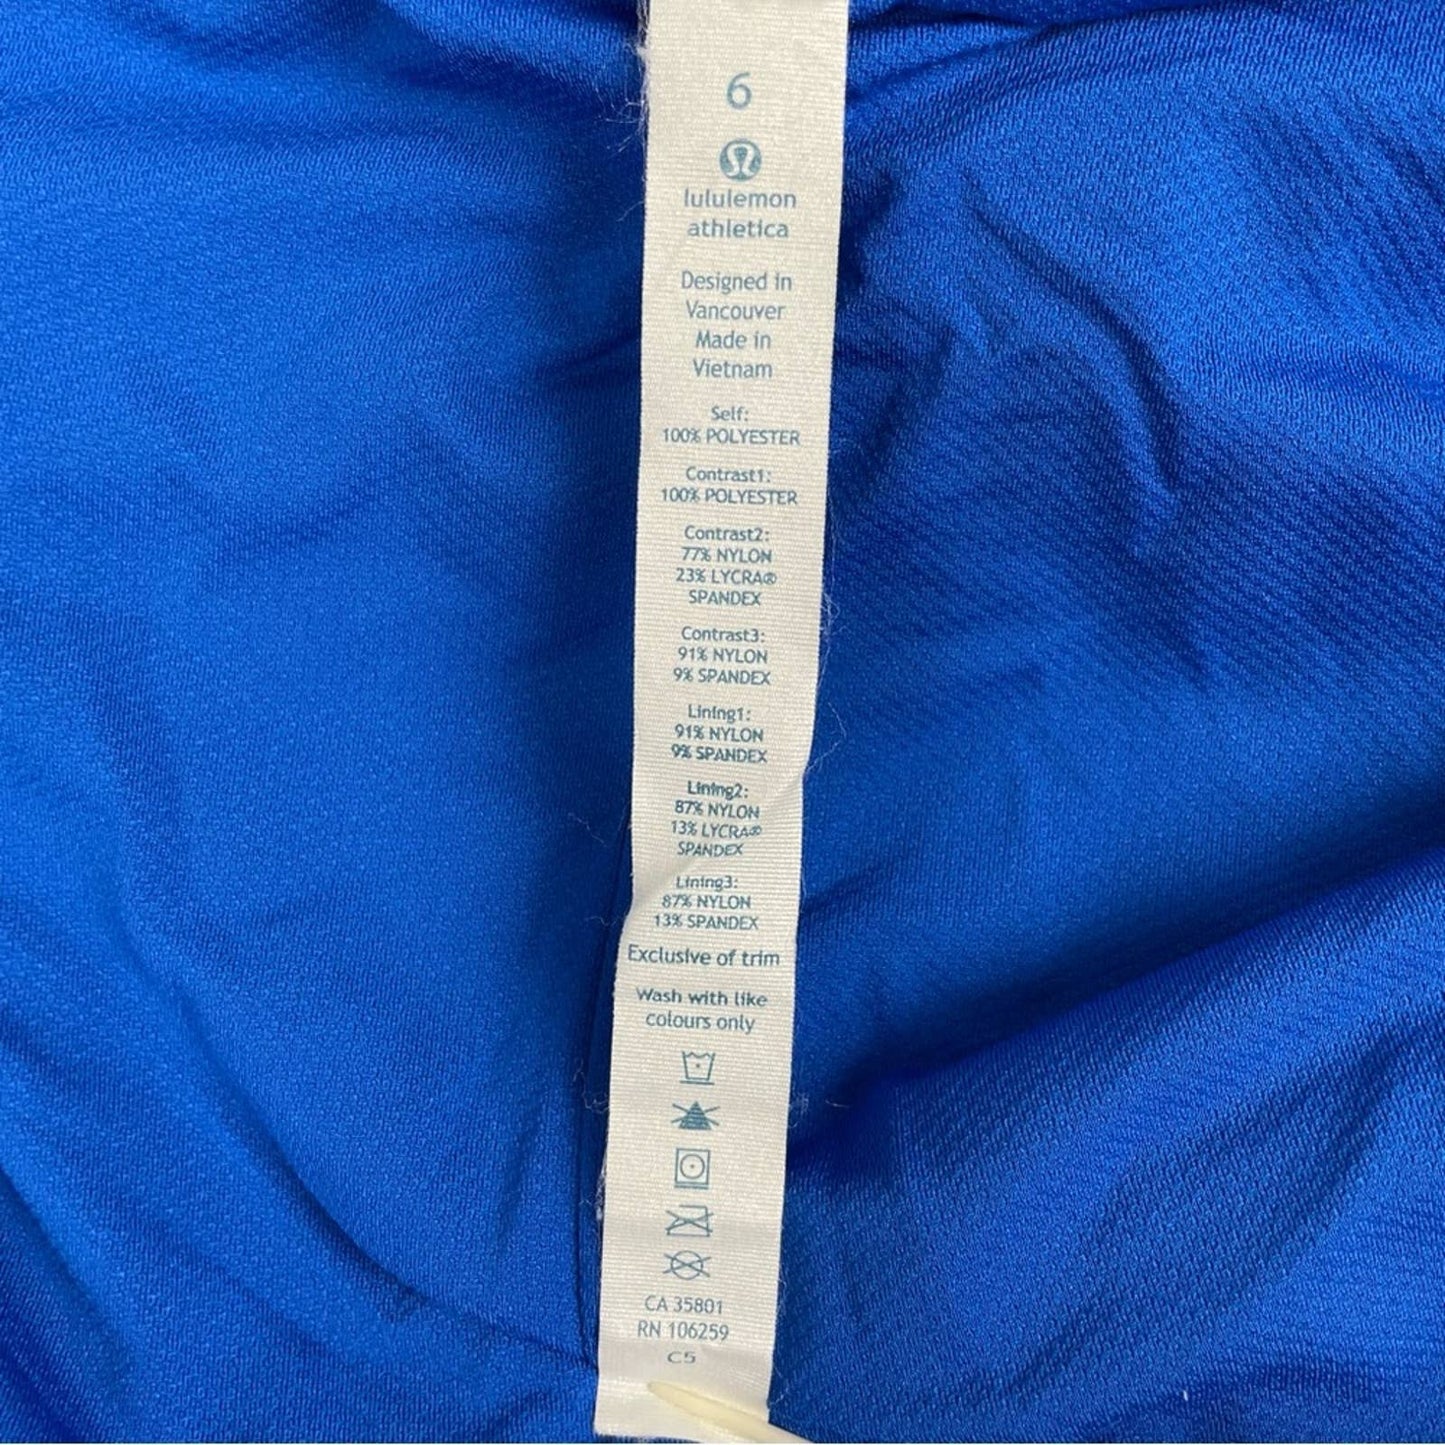 6
lululemon
athletica
Designed in
Vancouver
Made in
Vietnam
Self:
100% POLYESTER
Contrast1:
100% POLYESTER
Contrast2:
77% NYLON
23% LYCRA®
SPANDEX
Contrast3:
91% NYLON
9% SPANDEX
Lining1:
91% NYLON
9% SPANDEX
Lining2:
87% NYLON
13% LYCRA®
SPANDEX
Lining3:
87% NYLON
13% SPANDEX
Exclusive of trim
Wash with like
colours only
CA 35801
RN 106259
C5